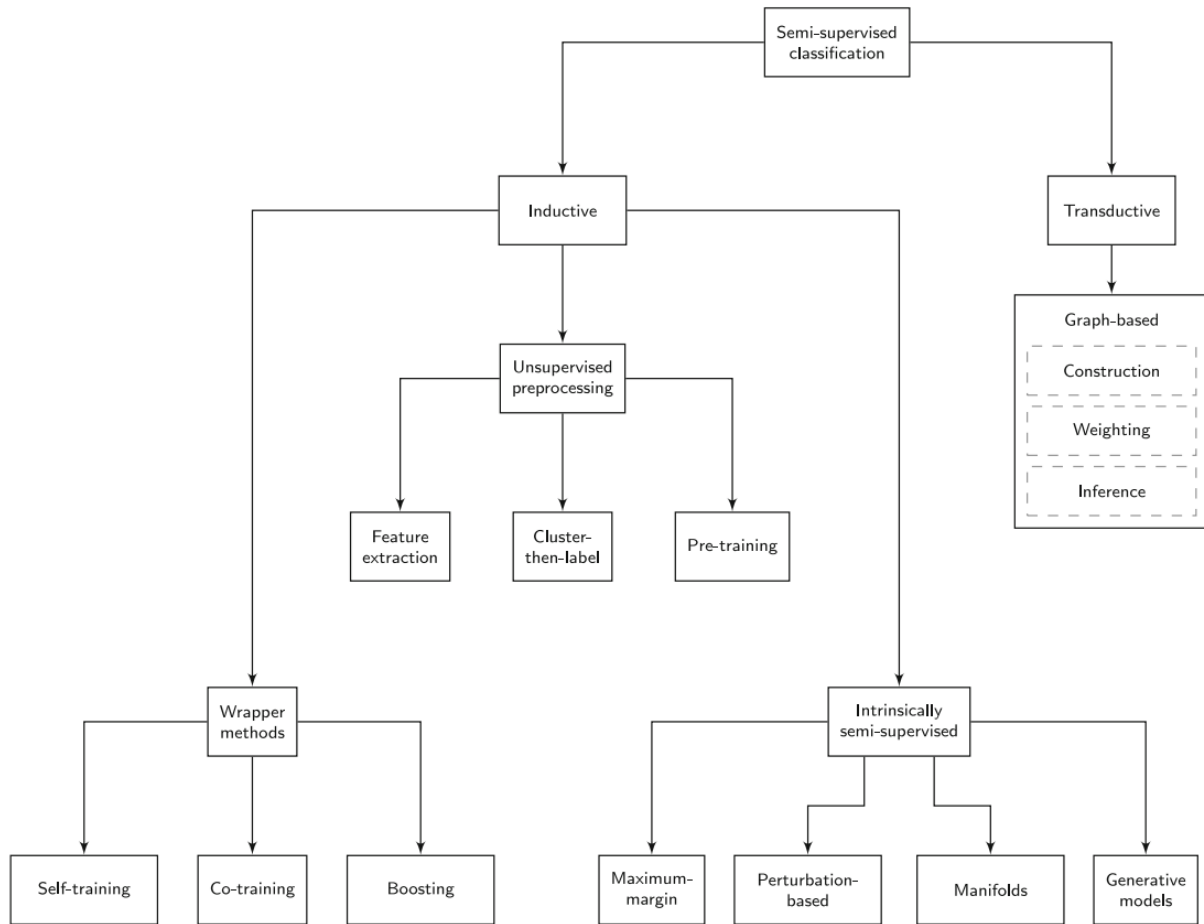 Semi-supervised
classification
Inductive
Transductive
Graph-based
Construction
Weighting
Inference
Unsupervised
preprocessing
Feature
extraction
Cluster-
then-label
Pre-training
Wrapper
methods
Intrinsically
semi-supervised
Self-training
Co-training
Boosting
Maximum-
margin
Perturbation-
based
Manifolds
Generative
models